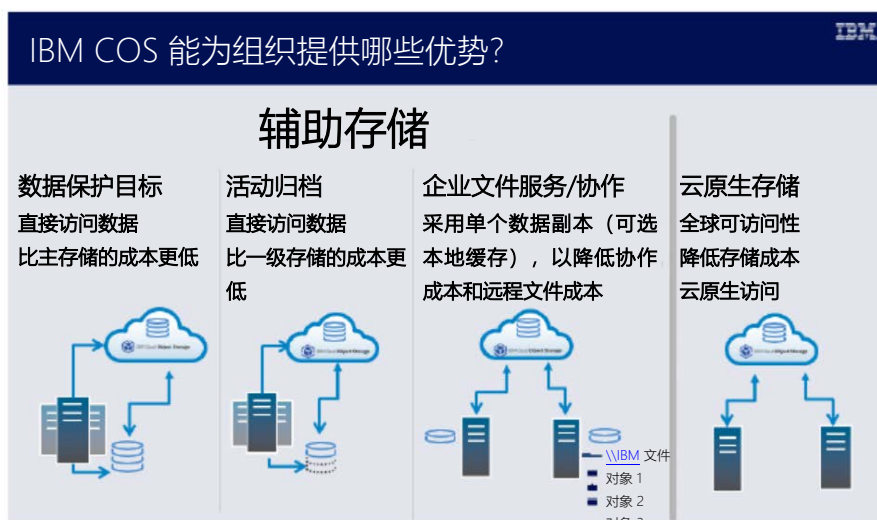 IBM COS 能为组织提供哪些优势?
IBM
辅助存储
数据保护目标
直接访问数据
比主存储的成本更低
活动归档
直接访问数据
比一级存储的成本更
低
企业文件服务/协作
采用单个数据副本（可选
本地缓存）, 以降低协作
成本和远程文件成本
\\IBM 文件
对象 1
对象 2
云原生存储
全球可访问性
降低存储成本
云原生访问